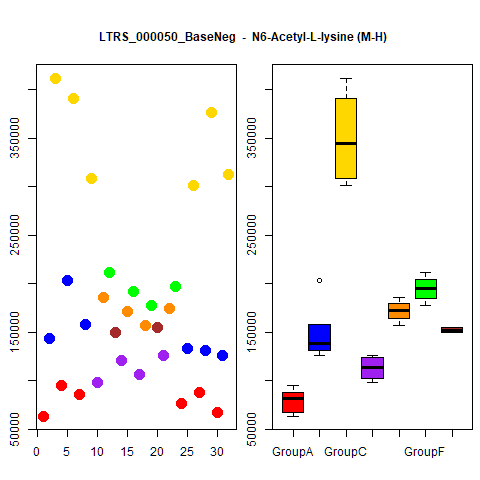 LTRS_000050_BaseNeg - N6-Acetyl-L-lysine (M-H)
350000
250000
150000
50000
0 5 10 15 20 25 30
350000
250000
150000
50000
GroupA GroupC GroupF